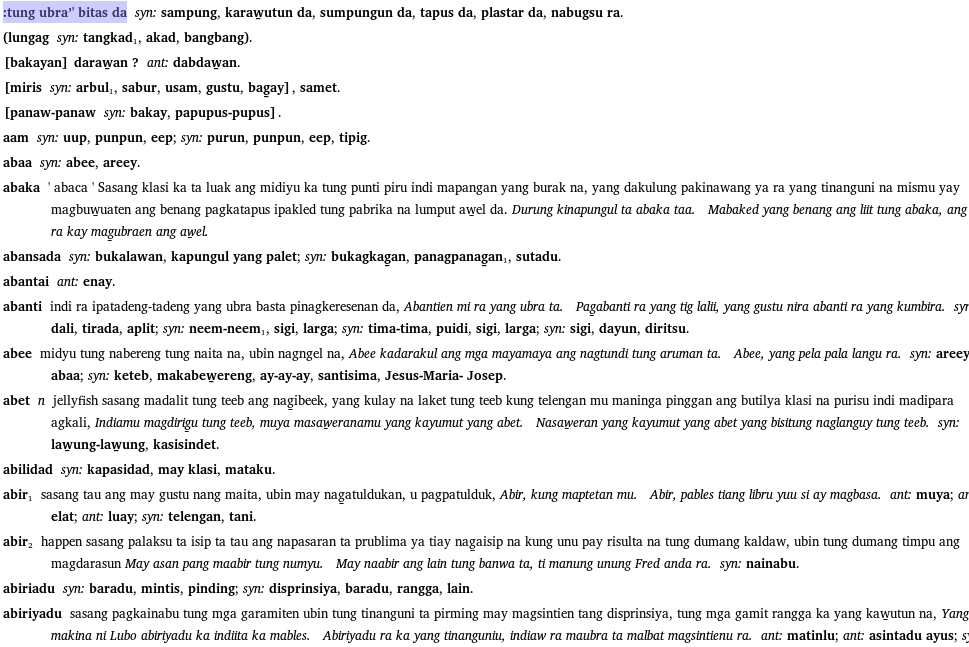 :tung ubra'' bitas da syn: sampung, karaw̱utun da, sumpungun da, tapus da, plastar da, nabugsu ra.
(lungag syn: tangkad₁, akad, bangbang).
[bakayan] darawan ? ant: dabdaw̱an.
[miris syn: arbul₁, sabur, usam, gustu, bag̱ay] , samet.
[panaw-panaw syn: bakay, papupus-pupus] .
aam syn: uup, punpun, eep; syn: purun, punpun, eep, tipig.
abaa syn: abee, areey.
abaka ' abaca ' Sasang klasi ka ta luak ang midiyu ka tung punti piru indi mapangan yang burak na, yang dakulung pakinawang ya ra yang tinanguni na mismu yay
magbuw̱uaten ang benang pagkatapus ipakled tung pabrika na lumput aw̱el da. Durung kinapungul ta abaka taa. Mabaked yang benang ang liit tung abaka, ang
ra kay magubraen ang aw̱el.
abansada syn: bukalawan, kapungul yang palet; syn: bukagkag̱an, panagpanag̱an₁, sutadu.
abantai ant: enay.
abanti indi ra ipatadeng-tadeng yang ubra basta pinagkeresenan da, Abantien mi ra yang ubra ta. Pag̱abanti ra yang tig lalii, yang gustu nira abanti ra yang kumbira. syn
dali, tirada, aplit; syn: neem-neem₁, sigi, larga; syn: tima-tima, puidi, sigi, larga; syn: sigi, dayun, diritsu.
abee midyu tung nabereng tung naita na, ubin nagngel na, Abee kadarakul ang mga mayamaya ang nagtundi tung aruman ta. Abee, yang pela pala langu ra. syn: areey
abaa; syn: keteb, makabew̱ereng, ay-ay-ay, santisima, Jesus-Maria- Josep.
abet n jellyfish sasang madalit tung teeb ang nag̱ibeek, yang kulay na laket tung teeb kung telengan mu maninga pinggan ang butilya klasi na purisu indi madipara
agkali, Indiamu magdirig̱u tung teeb, muya masaw̱eranamu yang kayumut yang abet. Nasaw̱eran yang kayumut yang abet yang bisitung naglanguy tung teeb. syn:
law̱ung-law̱ung, kasisindet.
abilidad syn: kapasidad, may klasi, mataku.
abir₁ sasang tau ang may gustu nang maita, ubin may nagatuldukan, u pagpatulduk, Abir, kung maptetan mu. Abir, pables tiang libru yuu si ay magbasa. ant: muya; an
elat; ant: luay; syn: telengan, tani.
abir₂ happen sasang palaksu ta isip ta tau ang napasaran ta prublima ya tiay nag̱aisip na kung unu pay risulta na tung dumang kaldaw, ubin tung dumang timpu ang
magdarasun May asan pang maabir tung numyu. May naabir ang lain tung banwa ta, ti manung unung Fred anda ra. syn: nainabu.
abiriadu syn: baradu, mintis, pinding; syn: disprinsia, baradu, rangga, lain.
abiriyadu sasang pagkainabu tung mga garamiten ubin tung tinanguni ta pirming may magsintien tang disprinsia, tung mga gamit rangga ka yang kaw̱utun na, Yang
makina ni Lubo abiriyadu ka indiita ka mables. Abiriyadu ra ka yang tinanguniu, indiaw ra maubra ta malbat magsintienu ra. ant: matinlu; ant: asintadu ayus; sy